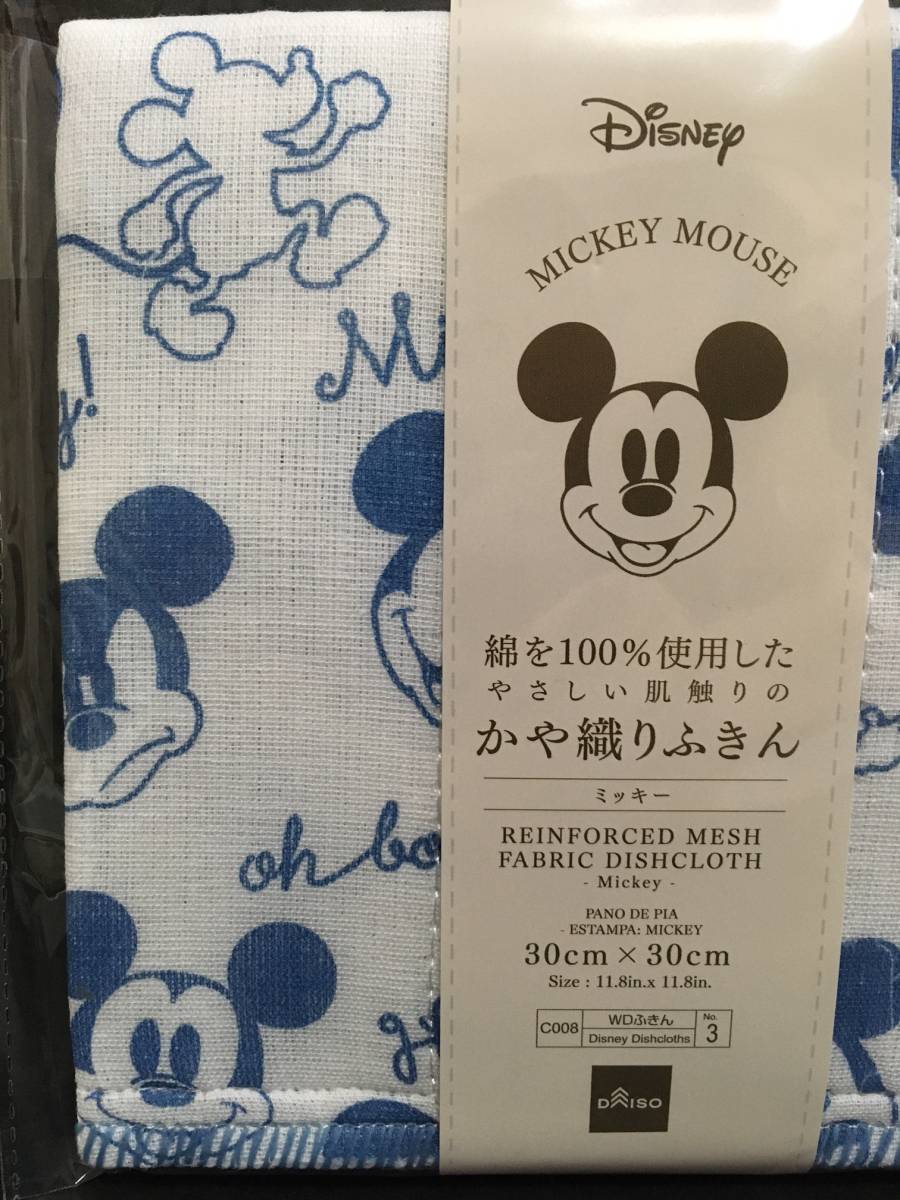 Disney
MICKEY MOUSE
綿を100%使用した
やさしい肌触りの
かや織りふきん
ミッキー
REINFORCED MESH
FABRIC DISHCLOTH
- Mickey -
PANO DE PIA
- ESTAMPA: MICKEY
30cm × 30cm
Size : 11.8in.x 11.8in.
C008 WDふきん No.
Disney Dishcloths 3
DAISO
oh